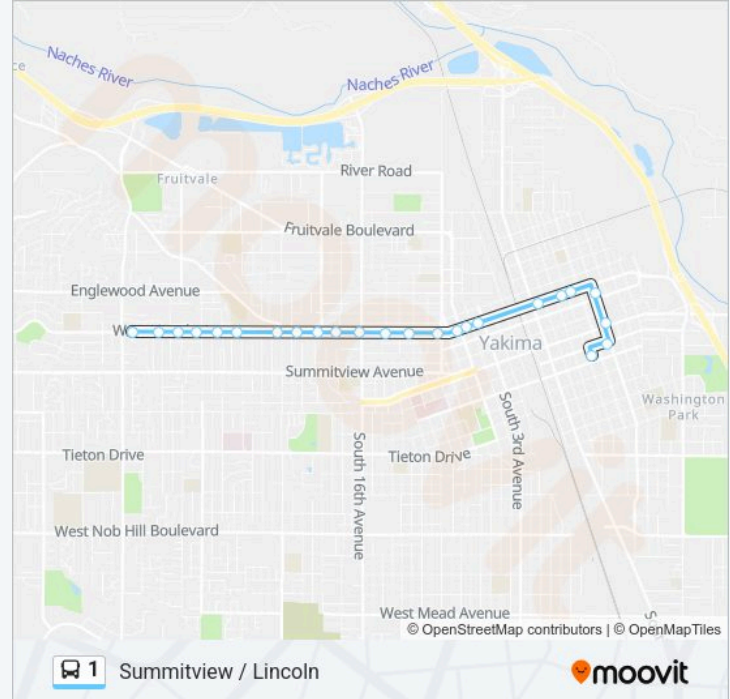 Naches River
ce
Naches River
River Road
Fruitvale
Fruitvale Boulevard
Englewood Avenue
W
Yakima
Summitview Avenue
Washington
Park
South 3rd Avenue
Tieton Drive
Tieton Drive
South 16th Avenue
West Nob Hill Boulevard
West Mead Avenue
S
© OpenStreetMap contributors | © OpenMapTiles
1 Summitview / Lincoln
moovit